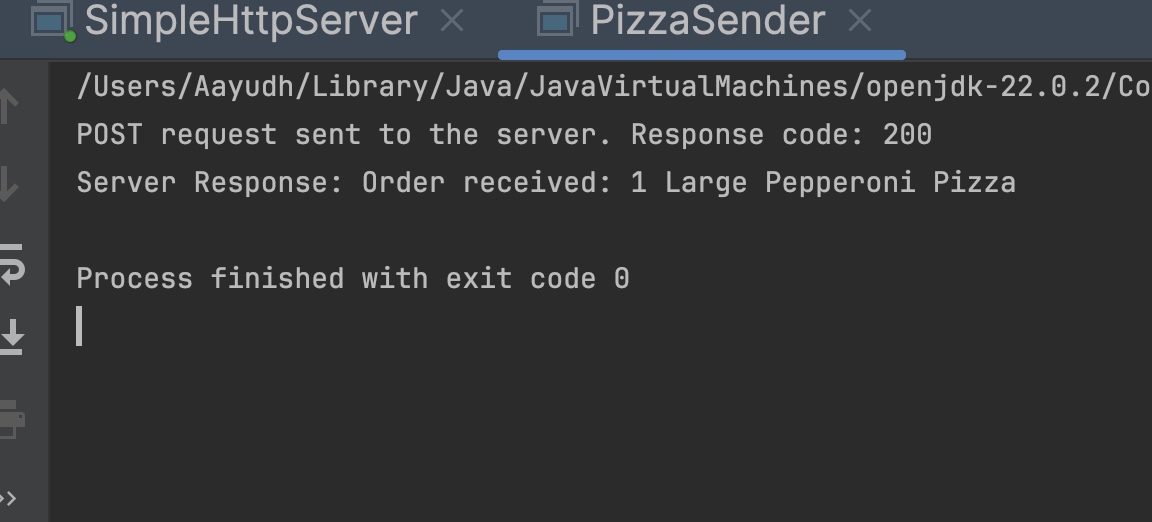 SimpleHttpServer PizzaSender
/Users/Aayudh/Library/Java/JavaVirtualMachines/openjdk-22.0.2/Co
POST request sent to the server. Response code: 200
Server Response: Order received: 1 Large Pepperoni Pizza
Process finished with exit code 0